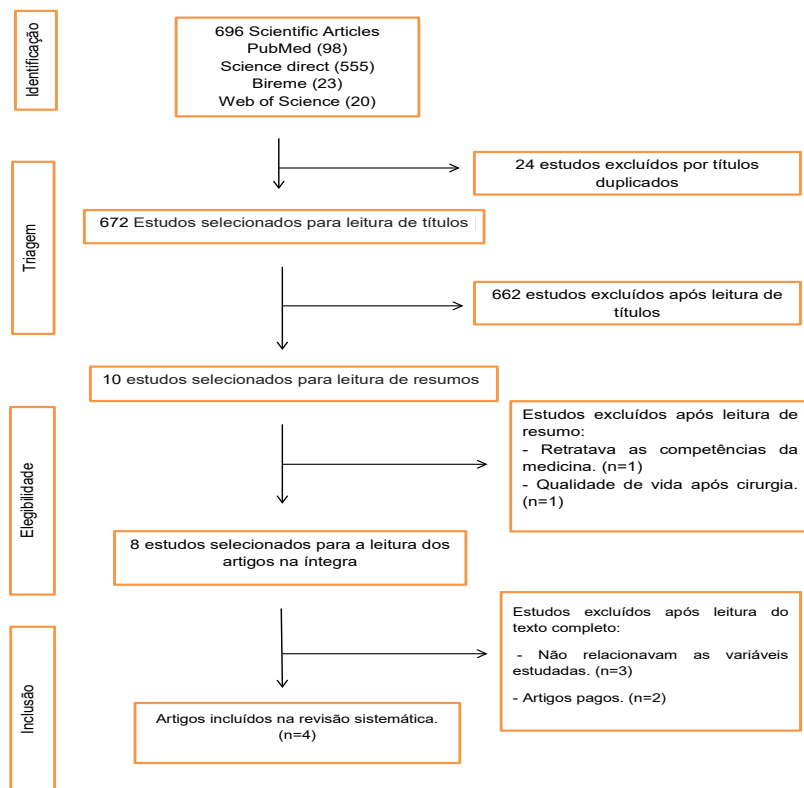 Identificação
696 Scientific Articles
PubMed (98)
Science direct (555)
Bireme (23)
Web of Science (20)
24 estudos excluídos por títulos
duplicados
Triagem
672 Estudos selecionados para leitura de títulos
662 estudos excluídos após leitura de
títulos
10 estudos selecionados para leitura de resumos
Elegibilidade
Estudos excluídos após leitura de
resumo:
- Retratava as competências da
medicina. (n=1)
- Qualidade de vida após cirurgia.
(n=1)
8 estudos selecionados para a leitura dos
artigos na íntegra
Estudos excluídos após leitura do
texto completo:
- Não relacionavam as variáveis
estudadas. (n=3)
- Artigos pagos. (n=2)
Inclusão
Artigos incluídos na revisão sistemática.
(n=4)